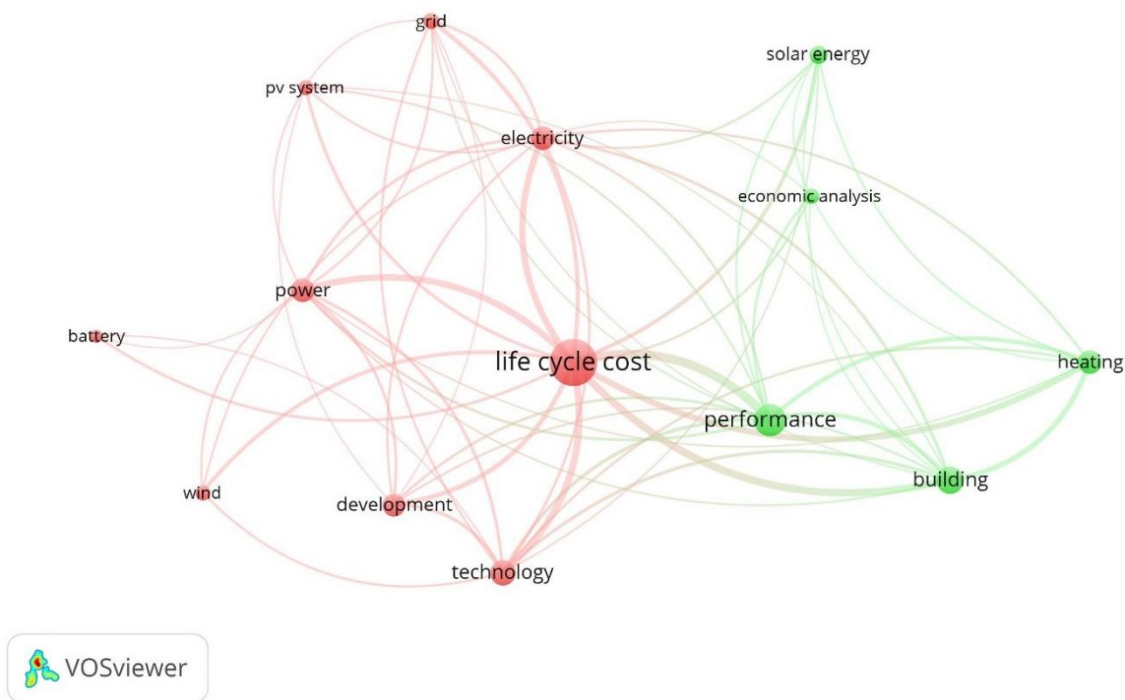 grid
solar energy
pv system
electricity
economic analysis
power
battery
life cycle cost
heating
performance
building
wind
development
technology
VOSviewer